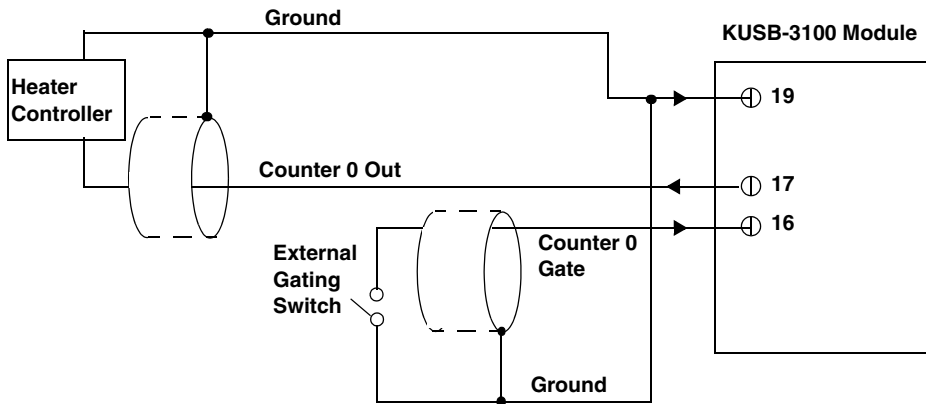 Ground
KUSB-3100 Module
Heater
Controller
19
Counter 0 Out
17
16
Counter 0
Gate
External
Gating
Switch
Ground